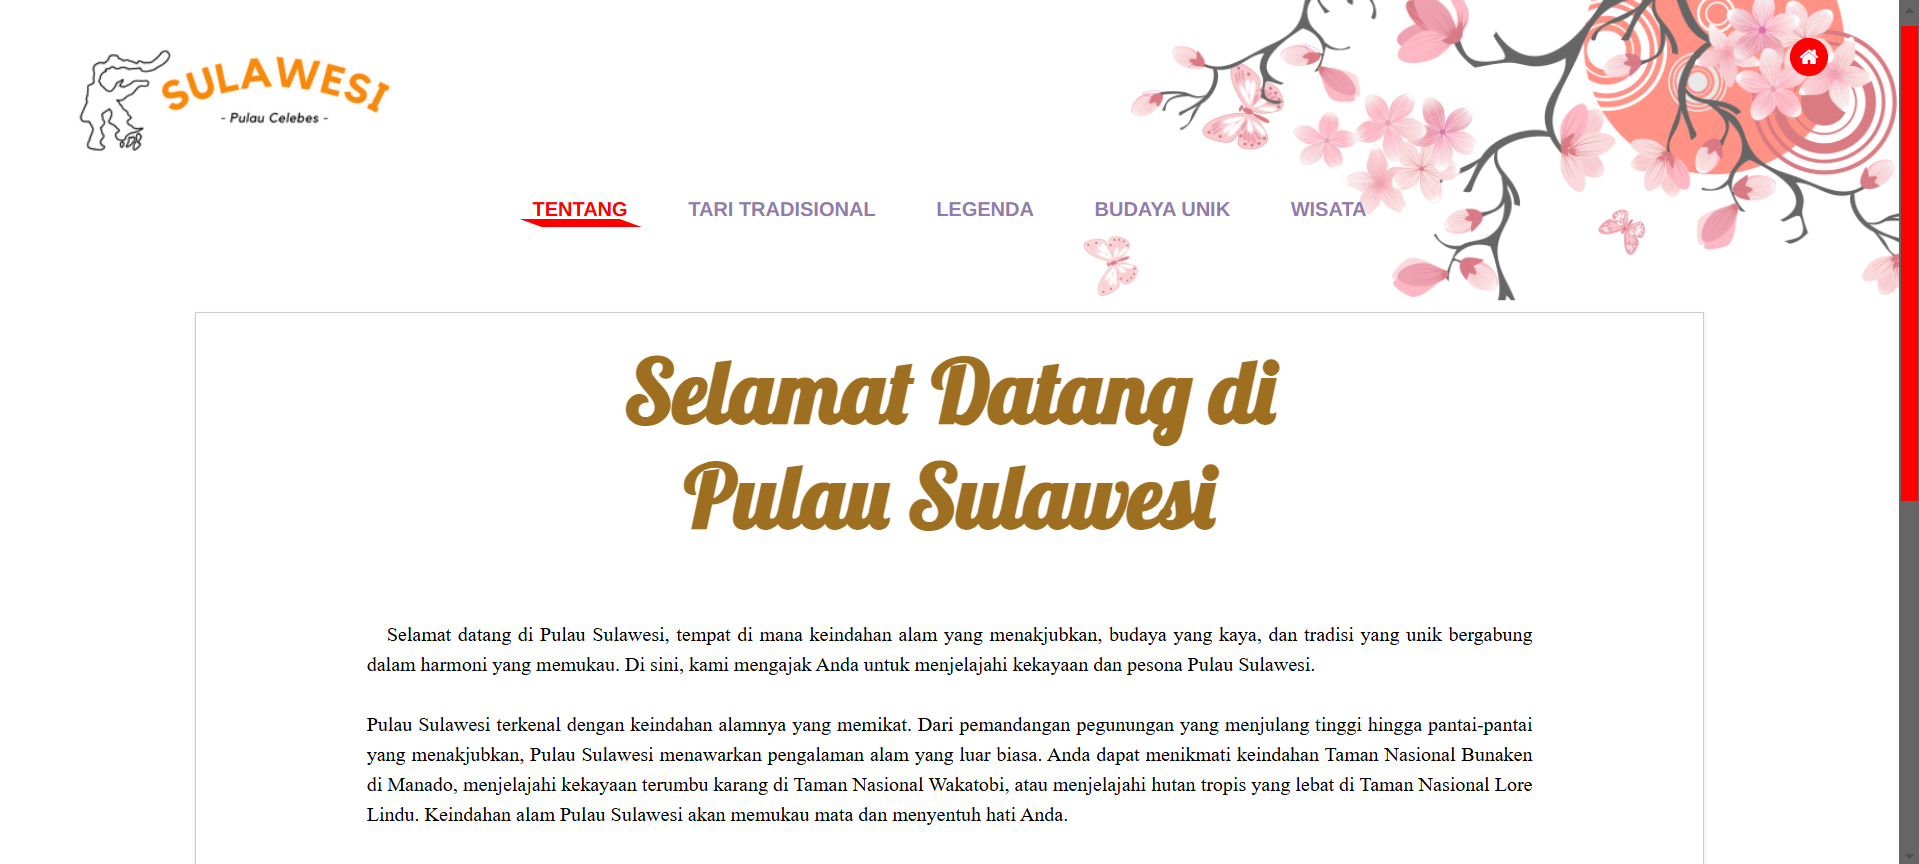 SULAWESI
- Pulau Celebes -
DB
TENTANG TARI TRADISIONAL LEGENDA BUDAYA UNIK WISATA
Selamat Datang di
Pulau Sulawesi
Selamat datang di Pulau Sulawesi, tempat di mana keindahan alam yang menakjubkan, budaya yang kaya, dan tradisi yang unik bergabung
dalam harmoni yang memukau. Di sini, kami mengajak Anda untuk menjelajahi kekayaan dan pesona Pulau Sulawesi.
Pulau Sulawesi terkenal dengan keindahan alamnya yang memikat. Dari pemandangan pegunungan yang menjulang tinggi hingga pantai-pantai
yang menakjubkan, Pulau Sulawesi menawarkan pengalaman alam yang luar biasa. Anda dapat menikmati keindahan Taman Nasional Bunaken
di Manado, menjelajahi kekayaan terumbu karang di Taman Nasional Wakatobi, atau menjelajahi hutan tropis yang lebat di Taman Nasional Lore
Lindu. Keindahan alam Pulau Sulawesi akan memukau mata dan menyentuh hati Anda.